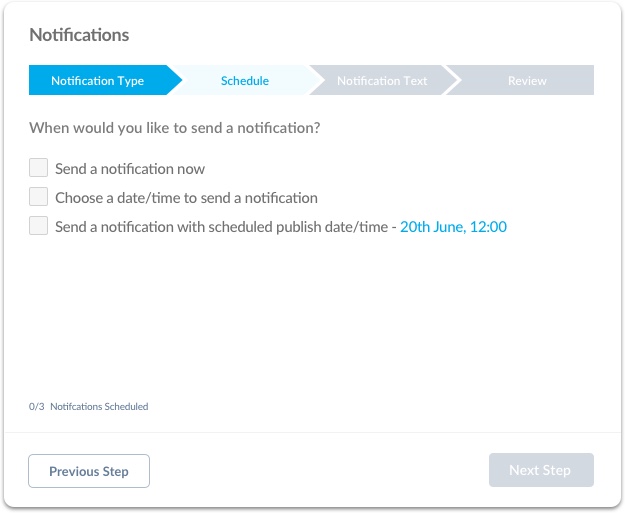 Notifications
Notification Type
Schedule
Notification Text
Review
When would you like to send a notification?
Send a notification now
Choose a date/time to send a notification
Send a notification with scheduled publish date/time - 20th June, 12:00
0/3 Notifcations Scheduled
Previous Step
Next Step